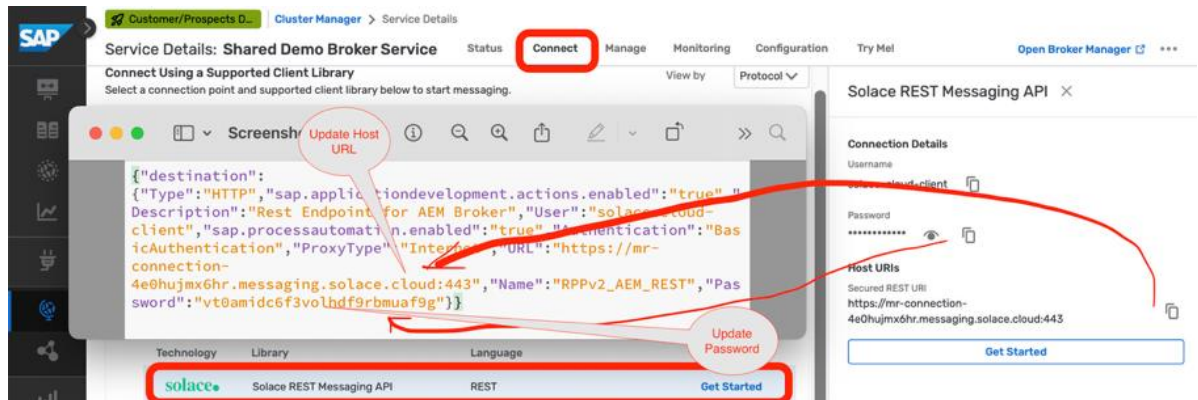 Customer/Prospects D... Cluster Manager > Service Details
SAP
Service Details: Shared Demo Broker Service Status Connect Manage Monitoring Configuration Try Me! Open Broker Manager
Connect Using a Supported Client Library View by Protocol
Select a connection point and supported client library below to start messaging.
Solace REST Messaging API
Screensh
Update Host
URL
{"destination":
{"Type":"HTTP","sap.applicationdevelopment.actions.enabled":"true","
Description":"Rest Endpoint for AEM Broker","User":"solace-cloud-
client","sap.processautomation.enabled":"true","Authentication":"Bas
icAuthentication","ProxyType":"Internet","URL":"https://mr-
connection-
4e0hujmx6hr.messaging.solace.cloud:443","Name":"RPPv2_AEM_REST","Pas
sword":"vt0amidc6f3volhdf9rbmuaf9g"}}
Update
Password
Connection Details
Username
solace-cloud-client
Password
••••••••••••
Host URIs
Secured REST URI
https://mr-connection-
4e0hujmx6hr.messaging.solace.cloud:443
Get Started
Technology Library Language
solace. Solace REST Messaging API REST Get Started